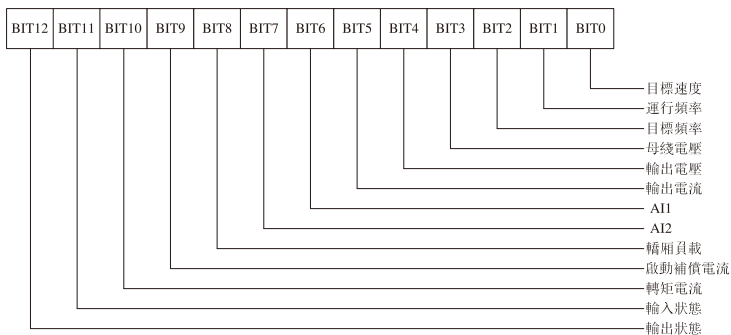 BIT12 BIT11 BIT10 BIT9 BIT8 BIT7 BIT6 BIT5 BIT4 BIT3 BIT2 BIT1 BIT0
目標速度
運行頻率
目標頻率
母綫電壓
輸出電壓
輸出電流
AI1
AI2
轎厢負載
啟動補償電流
轉矩電流
輸入狀態
輸出狀態